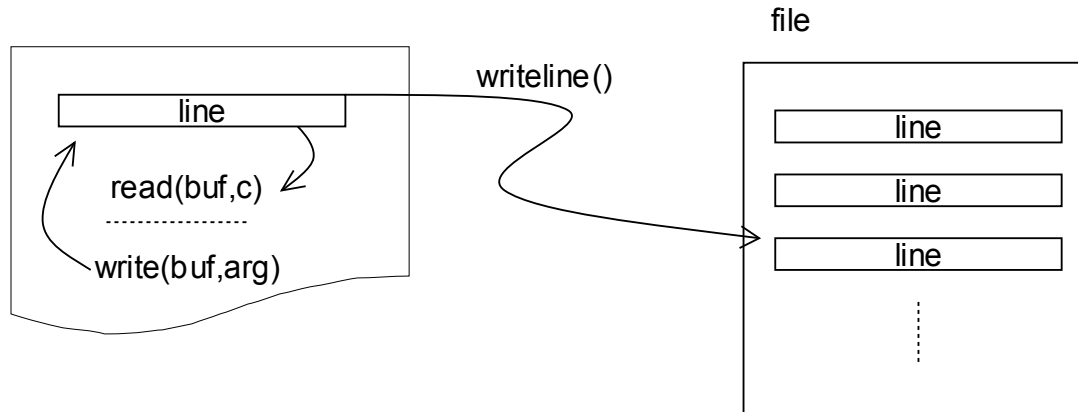 file
writeline()
line
read(buf,c)
write(buf,arg)
line
line
line